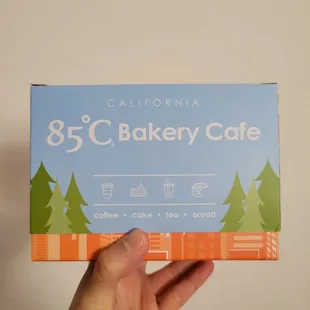 CALIFORNIA
85°C Bakery Cafe
coffee • cake • tea • bread